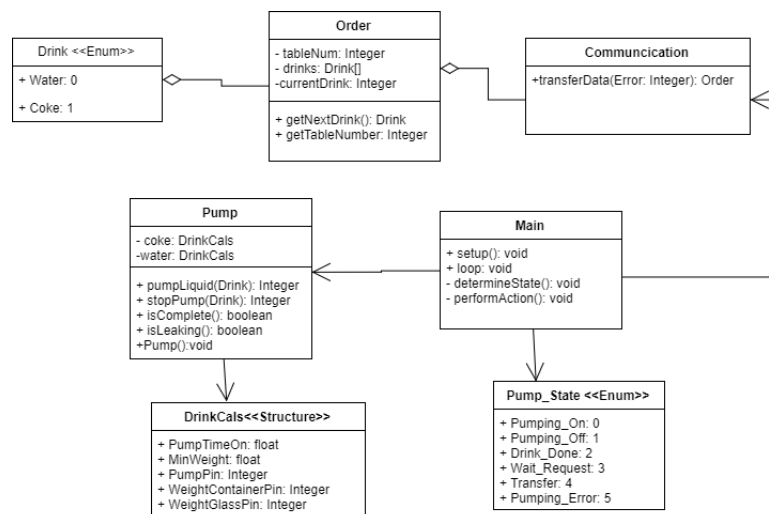 Drink <<Enum>>
+ Water: 0
+ Coke: 1
Order
- tableNum: Integer
- drinks: Drink[]
-currentDrink: Integer
+ getNextDrink(): Drink
+ getTableNumber: Integer
Communcication
+transferData(Error: Integer): Order
Pump
- coke: DrinkCals
-water: DrinkCals
+ pumpLiquid(Drink): Integer
+ stopPump(Drink): Integer
+ isComplete(): boolean
+ isLeaking(): boolean
+Pump():void
Main
+ setup(): void
+ loop: void
- determineState(): void
- performAction(): void
DrinkCals<<Structure>>
+ PumpTimeOn: float
+ MinWeight: float
+ PumpPin: Integer
+ WeightContainerPin: Integer
+ WeightGlassPin: Integer
Pump_State <<Enum>>
+ Pumping_On: 0
+ Pumping_Off: 1
+ Drink_Done: 2
+ Wait_Request: 3
+ Transfer: 4
+ Pumping_Error: 5